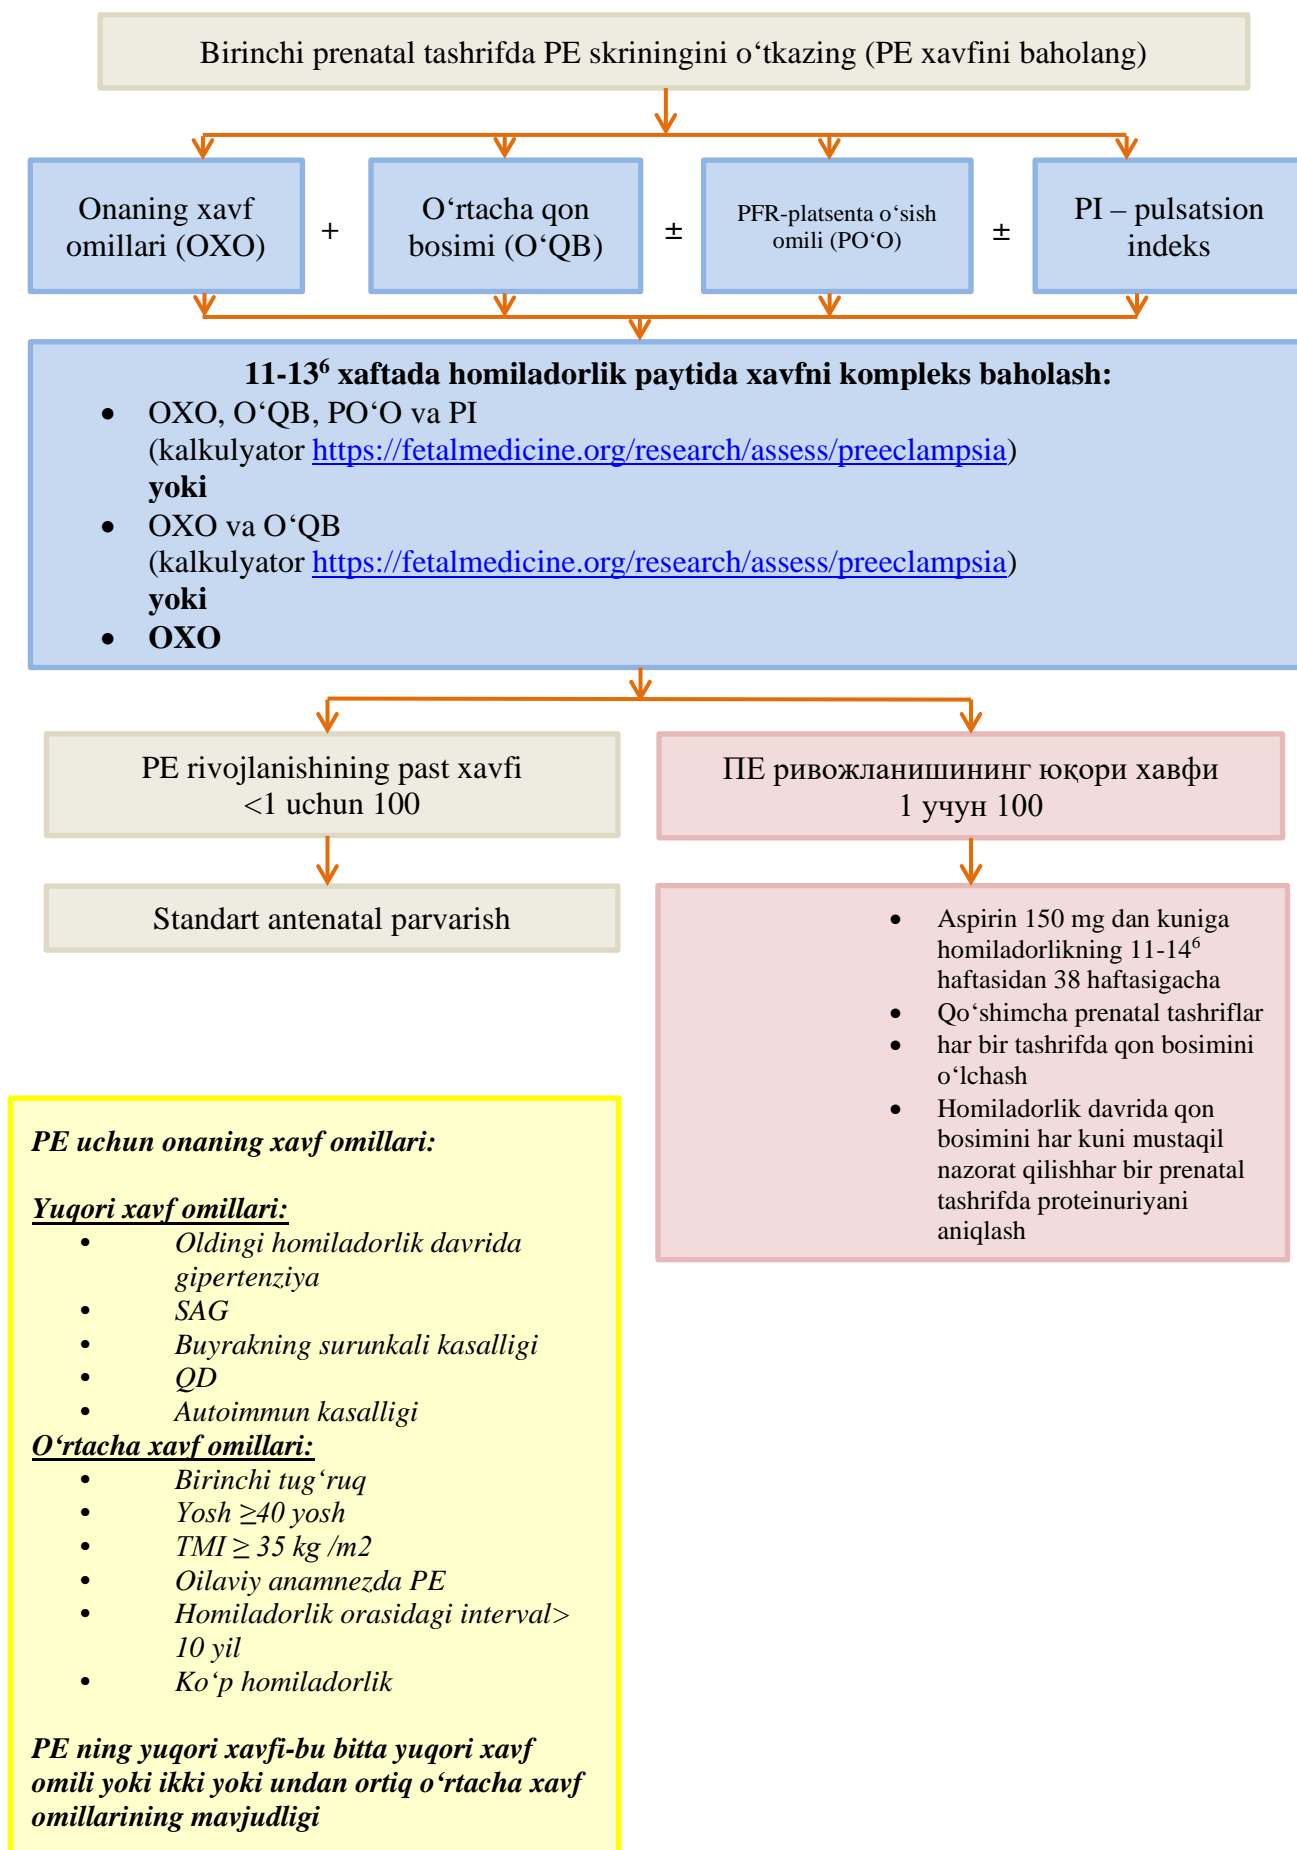 Birinchi prenatal tashrifda PE skriningini o‘tkazing (PE xavfini baholang)
Onaning xavf
omillari (OXO)
+
O‘rtacha qon
bosimi (O‘QB)
±
PFR-platsenta o‘sish
omili (PO‘O)
±
PI – pulsatsion
indeks
11-13⁶ xaftada homiladorlik paytida xavfni kompleks baholash:
• OXO, O‘QB, PO‘O va PI
(kalkulyator https://fetalmedicine.org/research/assess/preeclampsia)
yoki
• OXO va O‘QB
(kalkulyator https://fetalmedicine.org/research/assess/preeclampsia)
yoki
• OXO
PE rivojlanishining past xavfi
<1 uchun 100
ПЕ ривожланишининг юқори хавфи
1 учун 100
Standart antenatal parvarish
• Aspirin 150 mg dan kuniga
homiladorlikning 11-14⁶
haftasidan 38 haftasigacha
• Qo‘shimcha prenatal tashriflar
• har bir tashrifda qon bosimini
o‘lchash
• Homiladorlik davrida qon
bosimini har kuni mustaqil
nazorat qilishhar bir prenatal
tashrifda proteinuriyani
aniqlash
PE uchun onaning xavf omillari:
Yuqori xavf omillari:
• Oldingi homiladorlik davrida
gipertenziya
• SAG
• Buyrakning surunkali kasalligi
• QD
• Autoimmun kasalligi
O‘rtacha xavf omillari:
• Birinchi tug‘ruq
• Yosh ≥40 yosh
• TMI ≥ 35 kg /m2
• Oilaviy anamnezda PE
• Homiladorlik orasidagi interval>
10 yil
• Ko‘p homiladorlik
PE ning yuqori xavfi-bu bitta yuqori xavf
omili yoki ikki yoki undan ortiq o‘rtacha xavf
omillarining mavjudligi